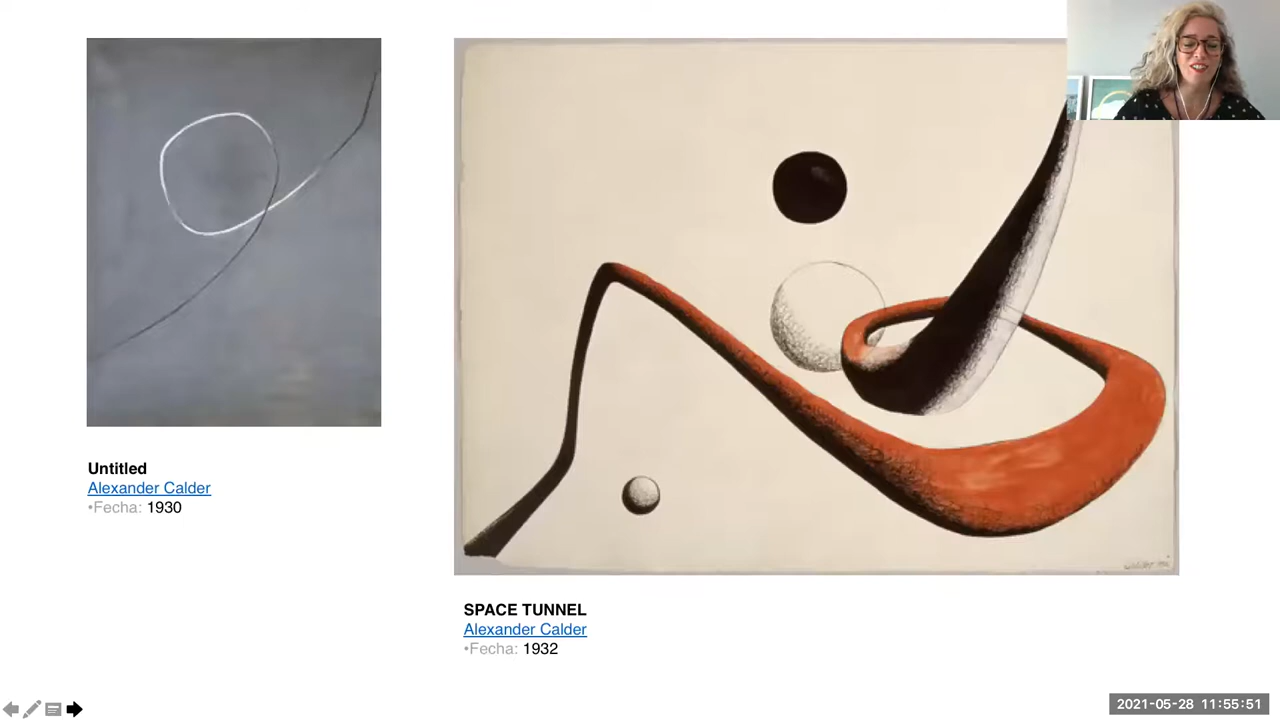 Untitled
Alexander Calder
•Fecha: 1930
SPACE TUNNEL
Alexander Calder
•Fecha: 1932
2021-05-28 11:55:51